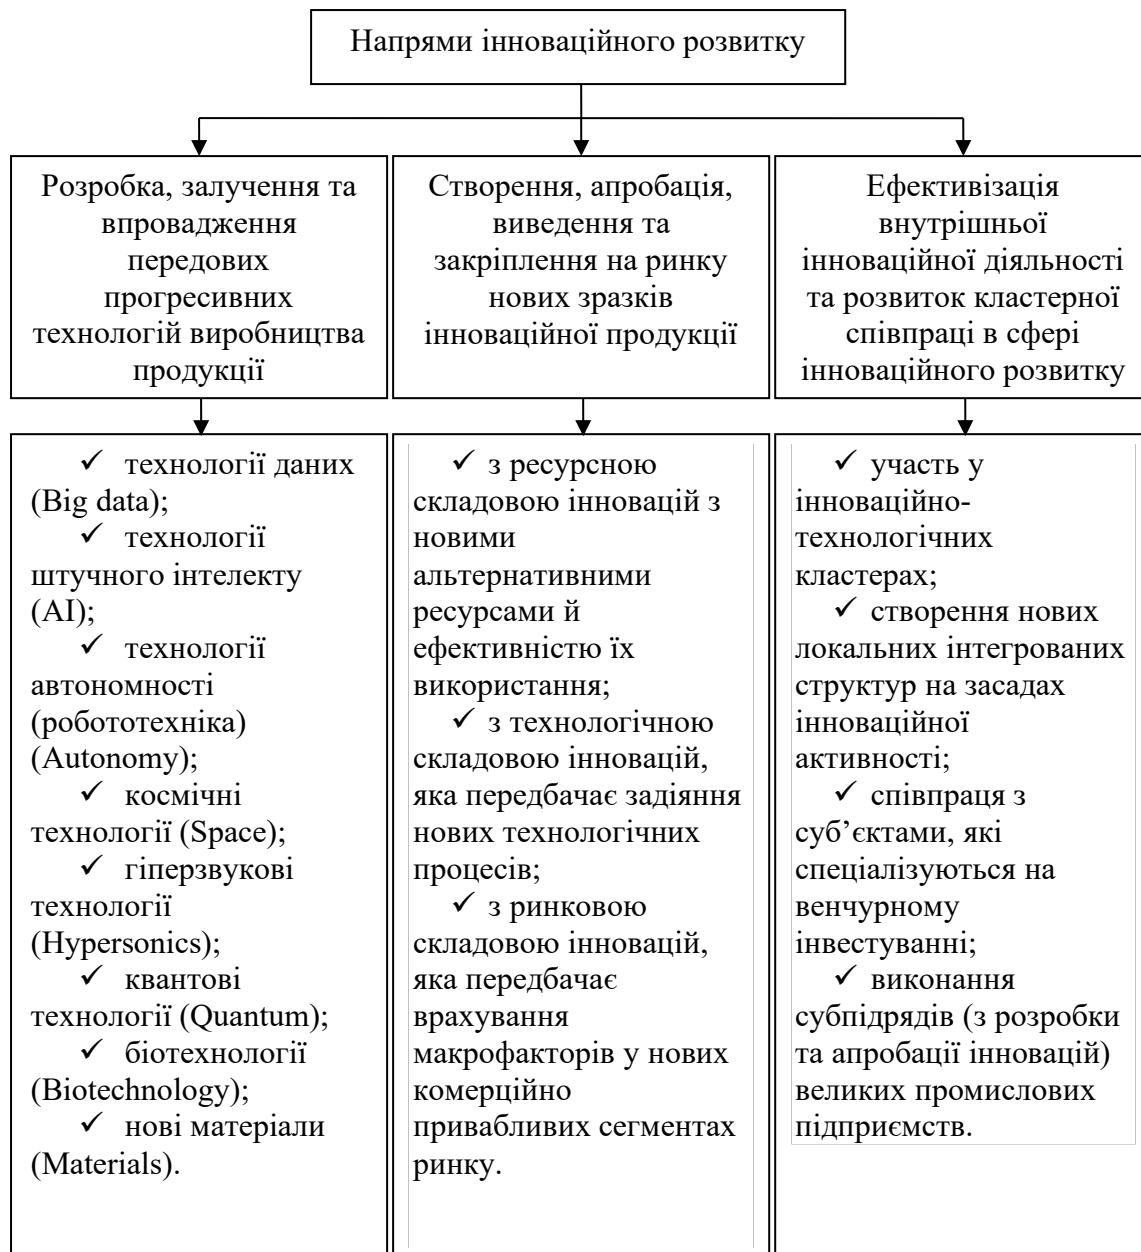 Напрями інноваційного розвитку
Розробка, залучення та
впровадження
передових
прогресивних
технологій виробництва
продукції
Створення, апробація,
виведення та
закріплення на ринку
нових зразків
інноваційної продукції
Ефективізація
внутрішньої
інноваційної діяльності
та розвиток кластерної
співпраці в сфері
інноваційного розвитку
✓ технології даних
(Big data);
✓ технології
штучного інтелекту
(AI);
✓ технології
автономності
(робототехніка)
(Autonomy);
✓ космічні
технології (Space);
✓ гіперзвукові
технології
(Hypersonics);
✓ квантові
технології (Quantum);
✓ біотехнології
(Biotechnology);
✓ нові матеріали
(Materials).
✓ з ресурсною
складовою інновацій з
новими
альтернативними
ресурсами й
ефективністю їх
використання;
✓ з технологічною
складовою інновацій,
яка передбачає задіяння
нових технологічних
процесів;
✓ з ринковою
складовою інновацій,
яка передбачає
врахування
макрофакторів у нових
комерційно
привабливих сегментах
ринку.
✓ участь у
інноваційно-
технологічних
кластерах;
✓ створення нових
локальних інтегрованих
структур на засадах
інноваційної
активності;
✓ співпраця з
суб’єктами, які
спеціалізуються на
венчурному
інвестуванні;
✓ виконання
субпідрядів (з розробки
та апробації інновацій)
великих промислових
підприємств.